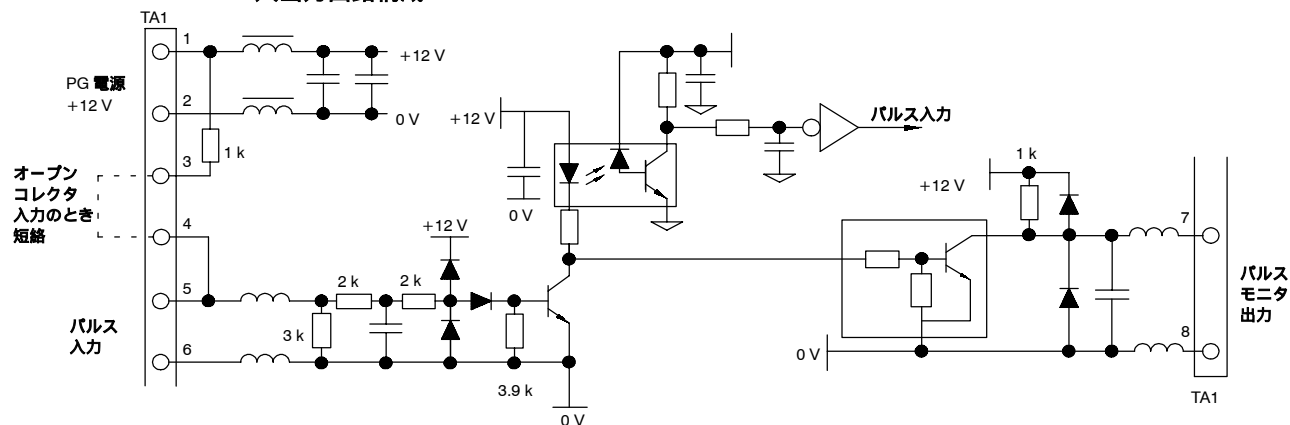 TA1
1
+12 V
PG 電源
+12 V
2
0 V
1 k
3
オープン
コレクタ
入力のとき
短絡
4
5
パルス
入力
6
3 k
2 k
2 k
+12 V
3.9 k
0 V
+12 V
0 V
パルス入力
1 k
+12 V
0 V
7
パルス
モニタ
出力
8
TA1